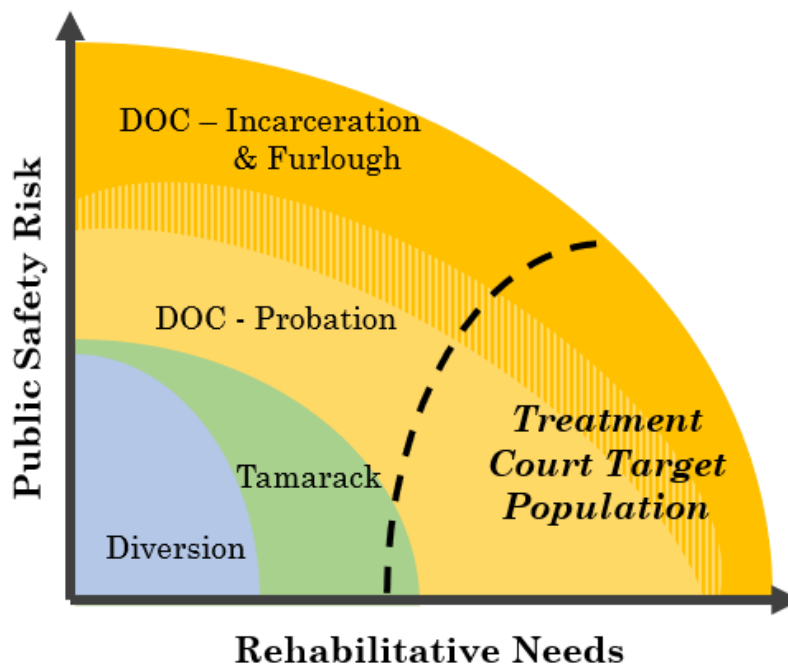 DOC – Incarceration
& Furlough
DOC - Probation
Treatment
Court Target
Population
Tamarack
Diversion
Public Safety Risk
Rehabilitative Needs